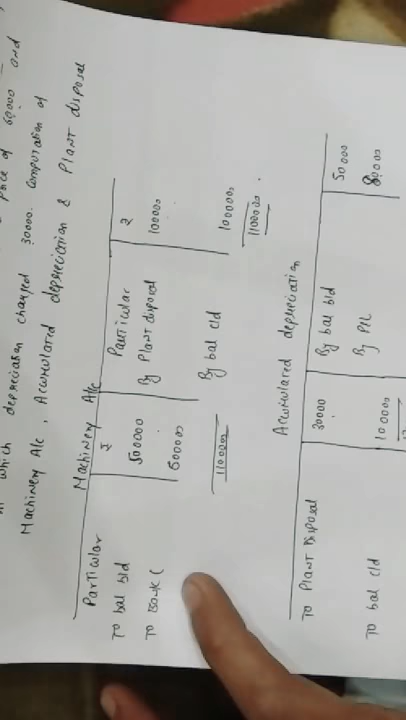 price of 60000 and
which depreciation charged 30000. Computation of
Machinery A/c, Accumulated depreciation & Plant disposal
Machinery A/c
Particular ₹ Particular ₹
To bal b/d 500000 By Plant disposal 100000
To Bank ( 600000
By bal c/d 1000000
1100000 1100000
Accumulated depreciation
To Plant Disposal 30000 By bal b/d 50000
To bal c/d 100000 By P/L 80000